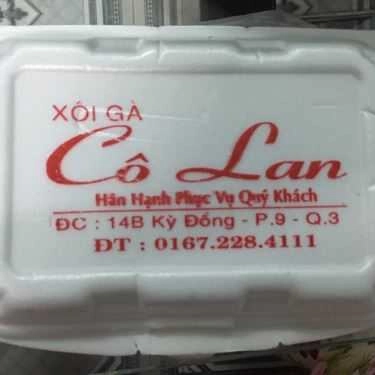 XÔI GÀ
Cô Lan
Hân Hạnh Phục Vụ Quý Khách
ĐC : 14B Kỳ Đồng - P.9 - Q.3
ĐT : 0167.228.4111